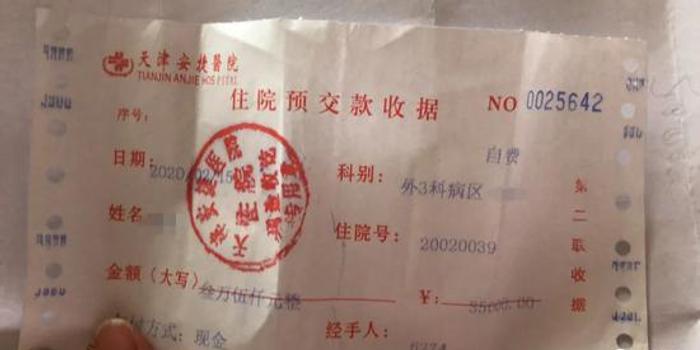 天津安捷醫院
TIANJIN ANJIE HOSPITAL
住院预交款收据 NO 0025642
序号:
自费
日期: 2020/02/15
科别: 外3科病区
姓名
住院号: 20020039
金额(大写) 叁万伍仟元整 ¥: 35000.00
方式: 现金 经手人:
第二联收据